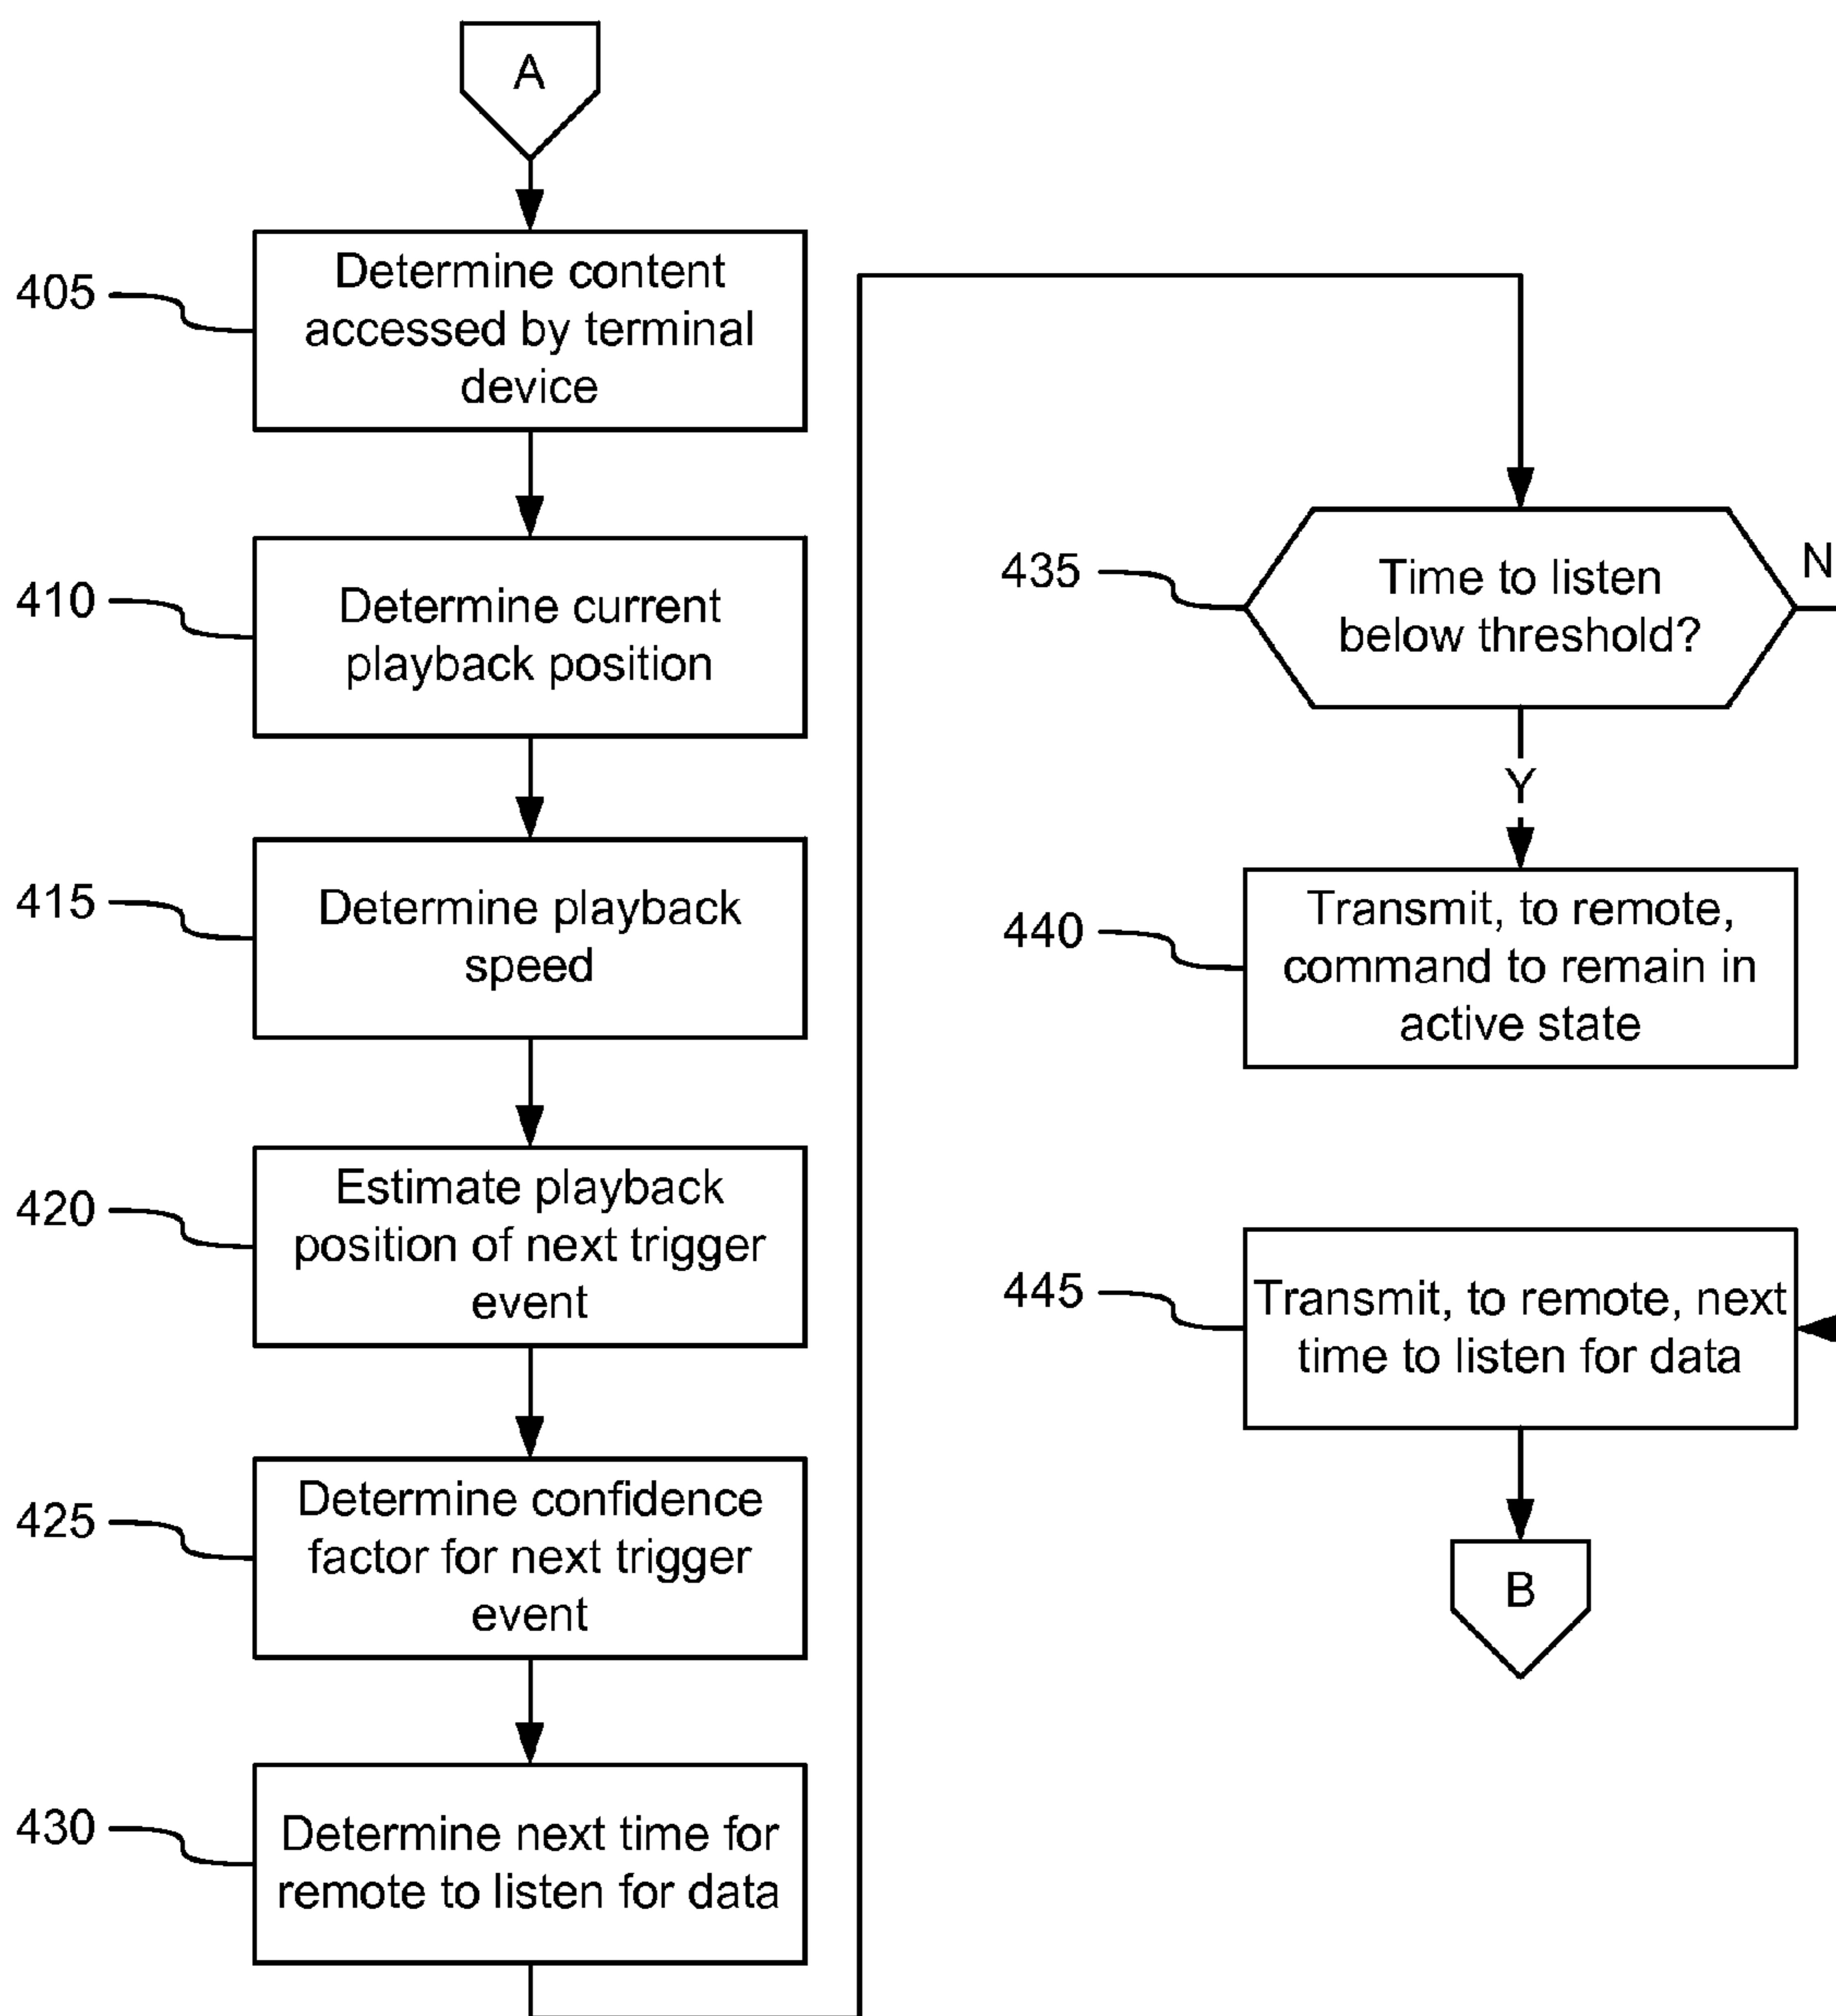 A
405
Determine content
accessed by terminal
device
410
Determine current
playback position
415
Determine playback
speed
420
Estimate playback
position of next trigger
event
425
Determine confidence
factor for next trigger
event
430
Determine next time for
remote to listen for data
435
Time to listen
below threshold?
N
Y
440
Transmit, to remote,
command to remain in
active state
445
Transmit, to remote, next
time to listen for data
B